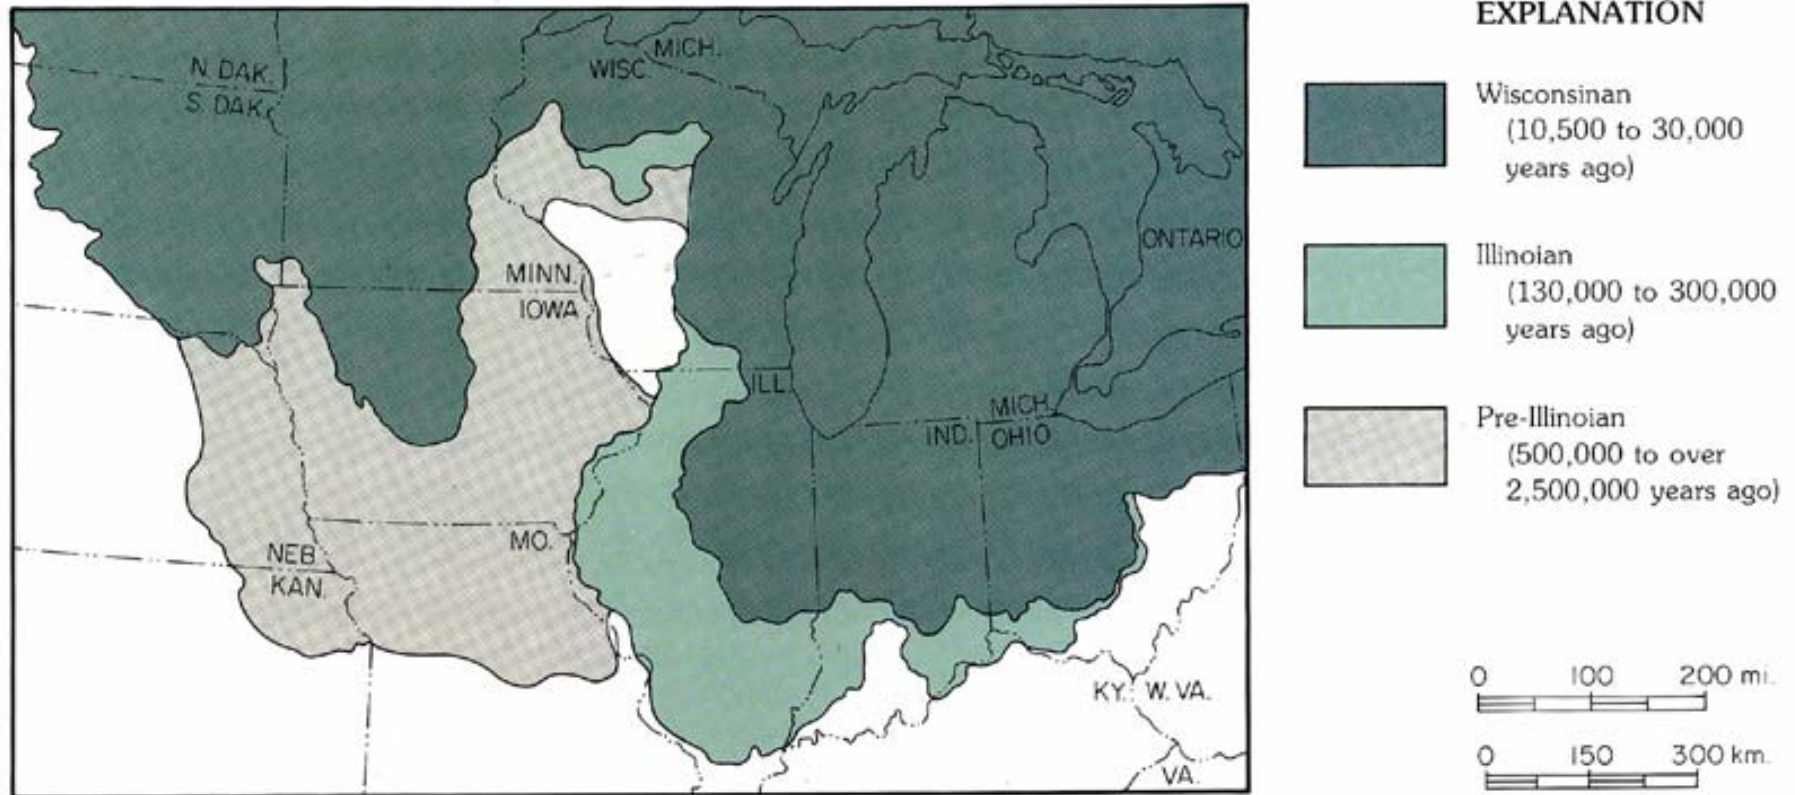 N. DAK.
S. DAK.
MICH.
WISC.
ONTARIO
MINN.
IOWA
ILL.
MICH.
IND. OHIO
MO.
NEB.
KAN.
KY. W. VA.
VA.
EXPLANATION
Wisconsinan
(10,500 to 30,000
years ago)
Illinoian
(130,000 to 300,000
years ago)
Pre-Illinoian
(500,000 to over
2,500,000 years ago)
0 100 200 mi.
0 150 300 km.